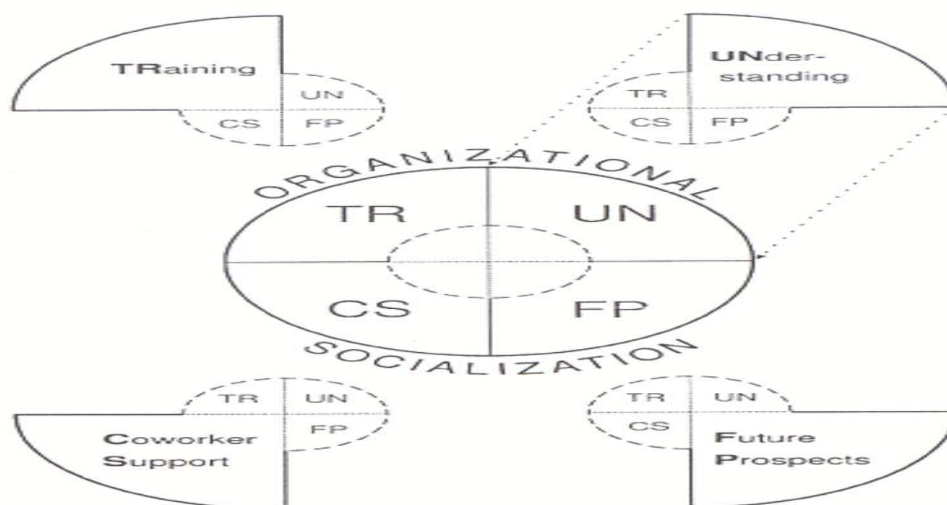 TRaining
UN
CS FP
UNder-
standing
TR
CS FP
ORGANIZATIONAL
TR UN
CS FP
SOCIALIZATION
TR UN
FP
Coworker
Support
TR UN
CS
Future
Prospects